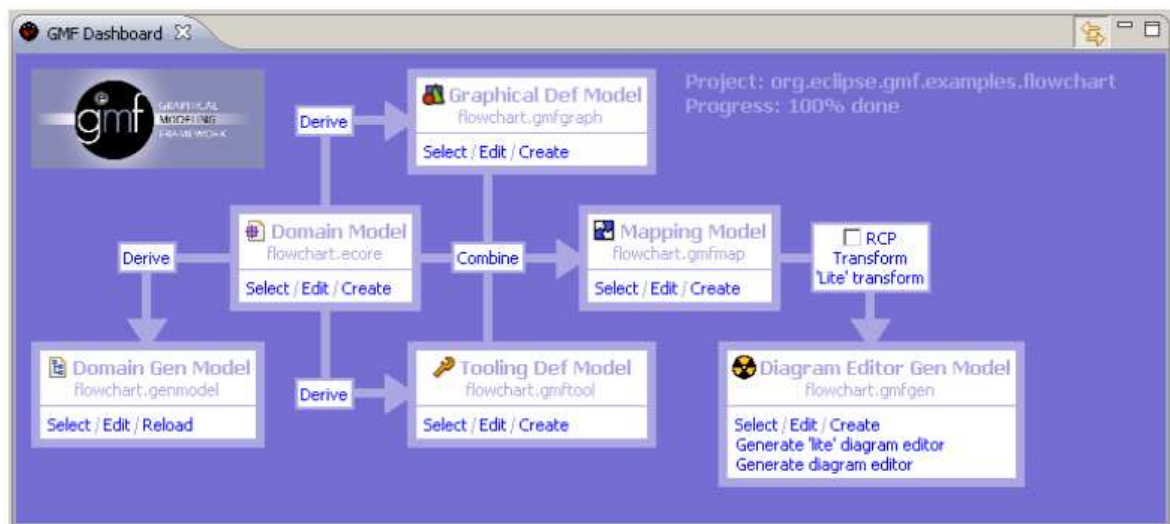 GMF Dashboard
gmf
GRAPHICAL
MODELING
FRAMEWORK
Project: org.eclipse.gmf.examples.flowchart
Progress: 100% done
Derive
Graphical Def Model
flowchart.gmfgraph
Select / Edit / Create
Derive
Domain Model
flowchart.ecore
Select / Edit / Create
Combine
Mapping Model
flowchart.gmfmap
Select / Edit / Create
RCP
Transform
'Lite' transform
Domain Gen Model
flowchart.genmodel
Select / Edit / Reload
Derive
Tooling Def Model
flowchart.gmftool
Select / Edit / Create
Diagram Editor Gen Model
flowchart.gmfgen
Select / Edit / Create
Generate 'lite' diagram editor
Generate diagram editor